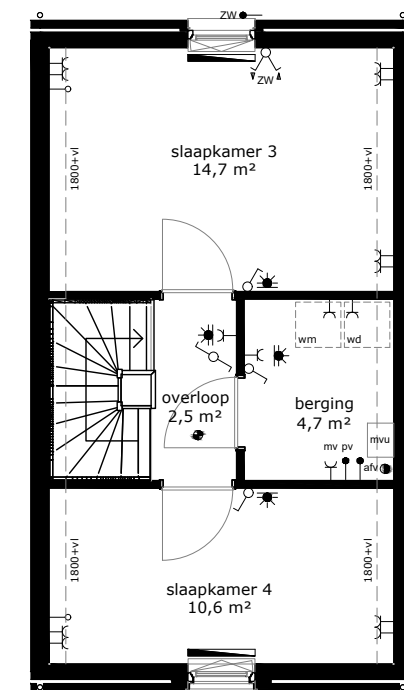 ZW
ZW
1800+vl
slaapkamer 3
14,7 m²
1800+vl
wm
wd
overloop
2,5 m²
berging
4,7 m²
mvu
mv pv
afv
1800+vl
slaapkamer 4
10,6 m²
1800+vl